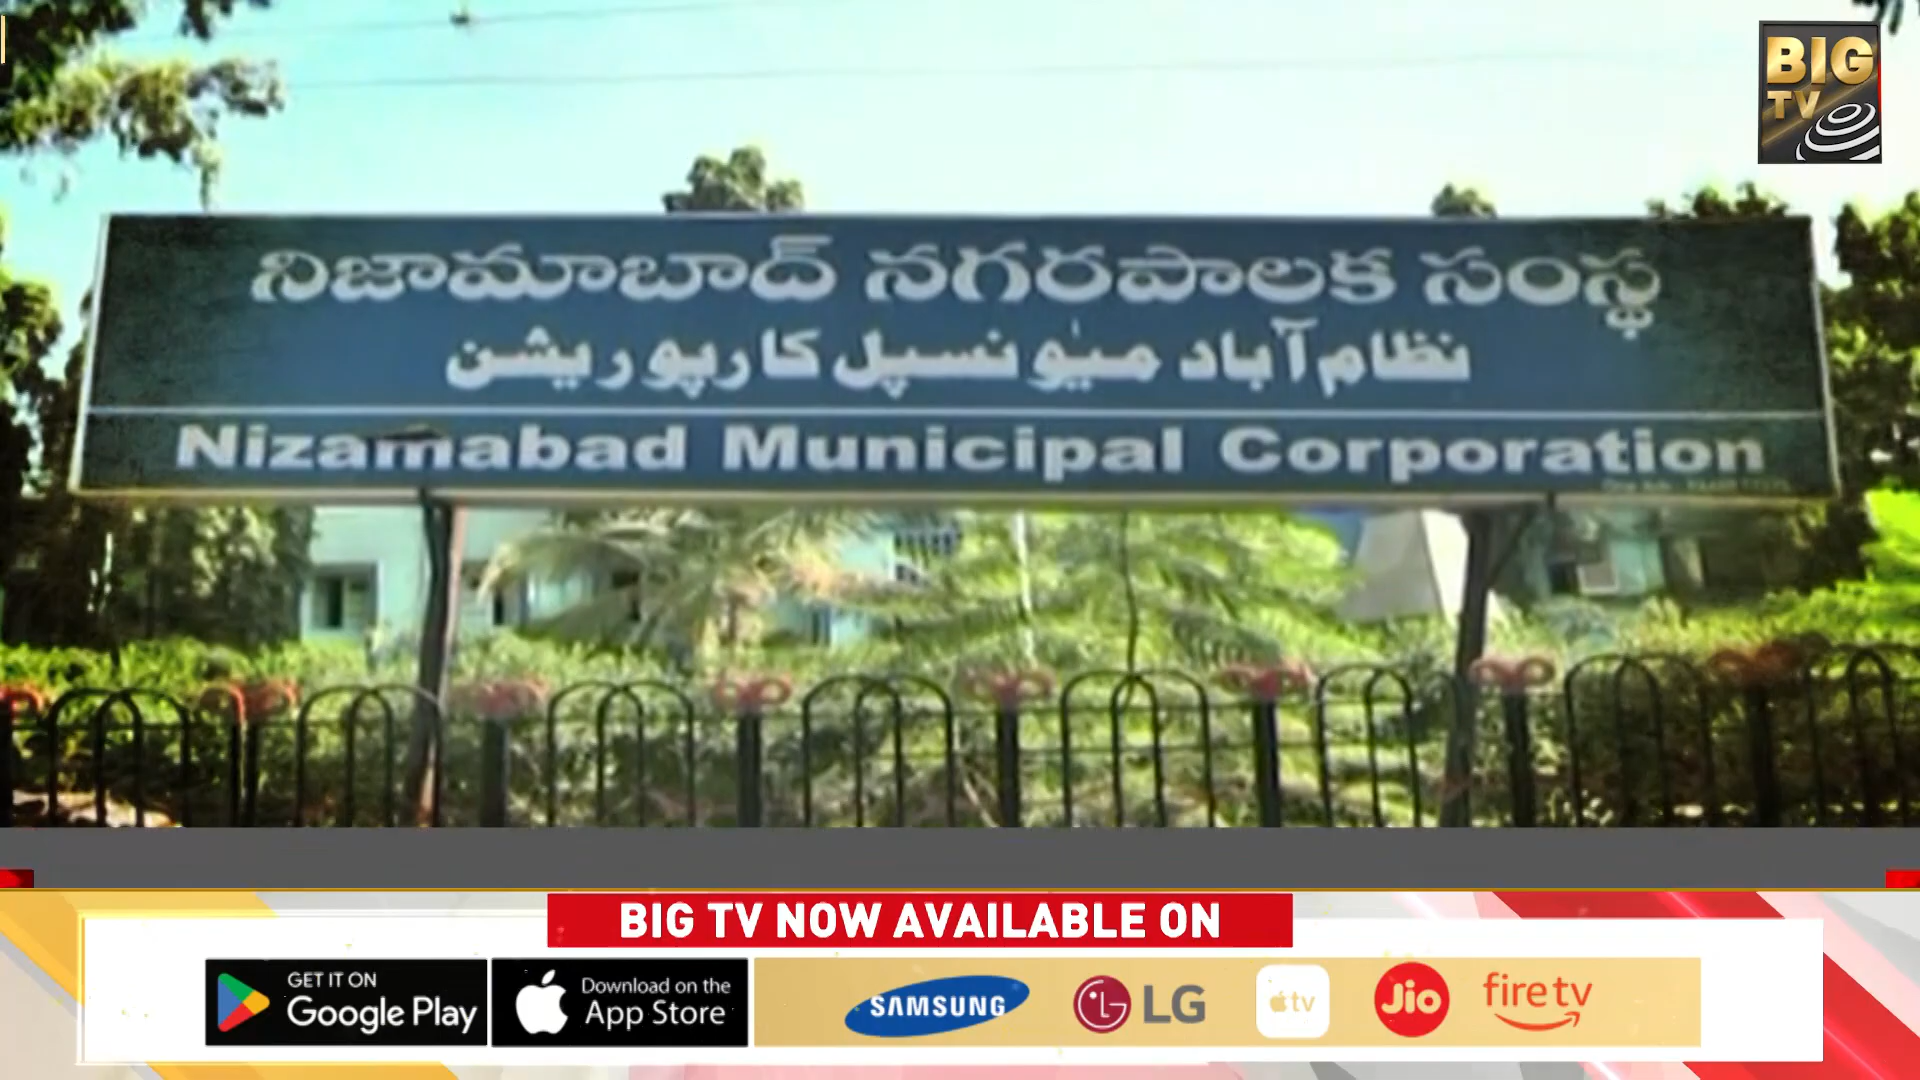 BIG
TV
నిజామాబాద్ నగరపాలక సంస్థ
نظام آباد میونسپل کارپوریشن
Nizamabad Municipal Corporation
BIG TV NOW AVAILABLE ON
GET IT ON
Google Play
Download on the
App Store
SAMSUNG
LG
tv
Jio
fire tv